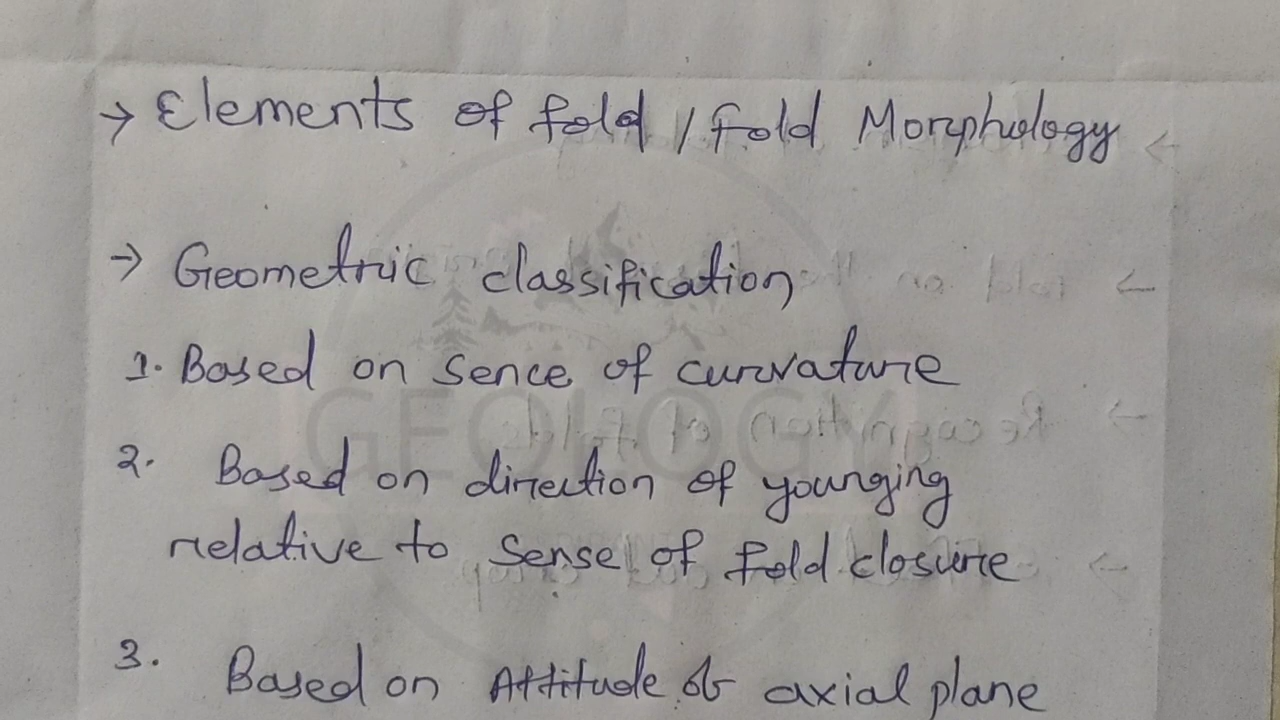 → Elements of fold / Fold Morphology
→ Geometric classification
1. Based on sence of curvature
GEOLOGY
2. Based on direction of younging
relative to sense of fold closure
3. Based on Attitude of axial plane